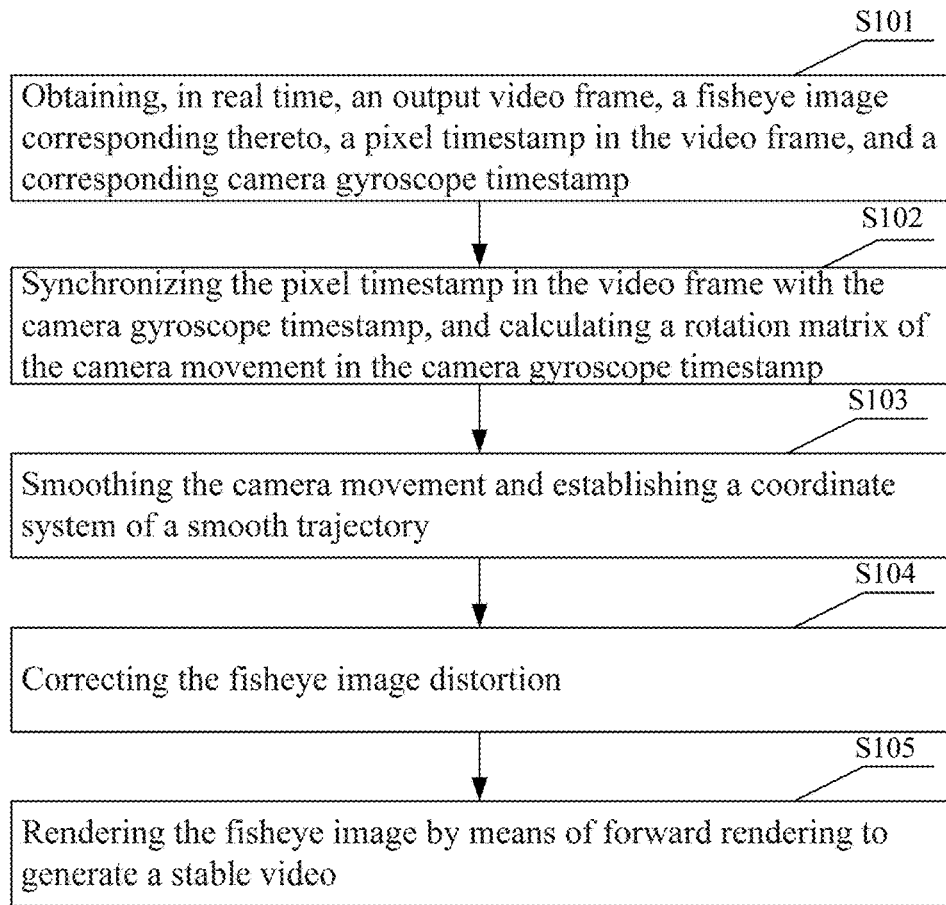 S101
Obtaining, in real time, an output video frame, a fisheye image
corresponding thereto, a pixel timestamp in the video frame, and a
corresponding camera gyroscope timestamp
S102
Synchronizing the pixel timestamp in the video frame with the
camera gyroscope timestamp, and calculating a rotation matrix of
the camera movement in the camera gyroscope timestamp
S103
Smoothing the camera movement and establishing a coordinate
system of a smooth trajectory
S104
Correcting the fisheye image distortion
S105
Rendering the fisheye image by means of forward rendering to
generate a stable video